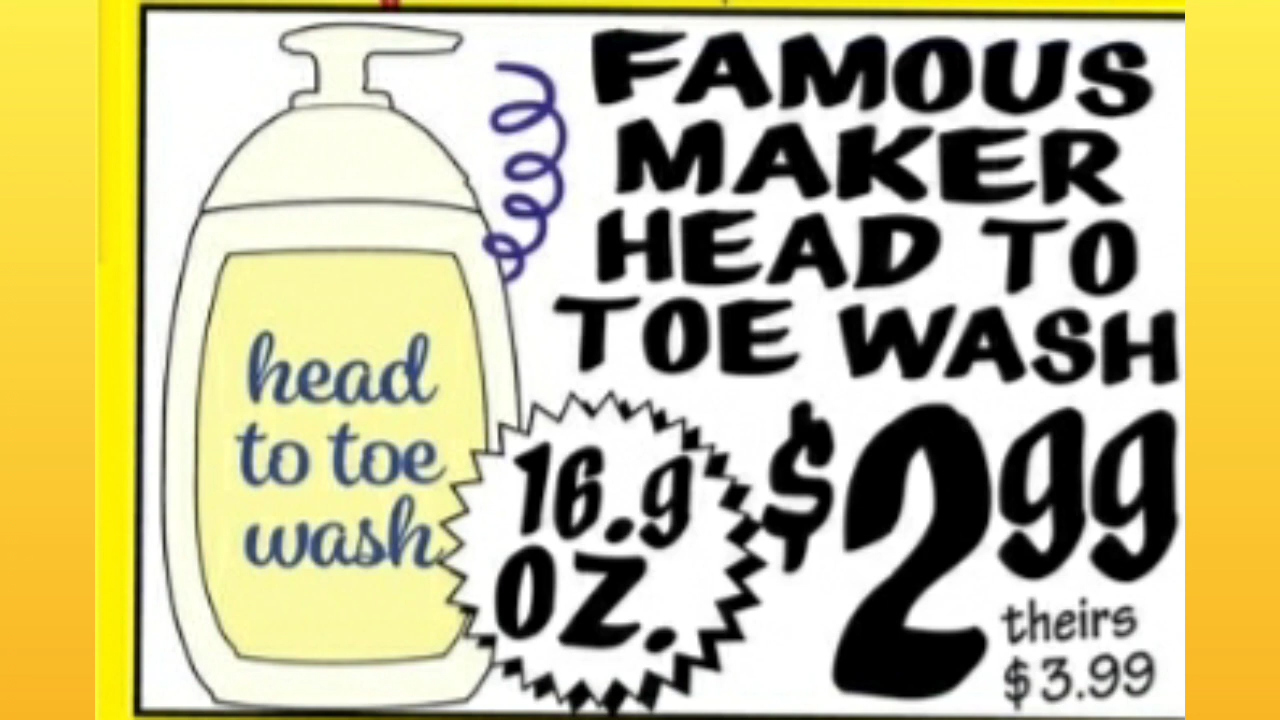 head
to toe
wash
FAMOUS
MAKER
HEAD TO
TOE WASH
16.9
OZ.
$299
theirs
$3.99